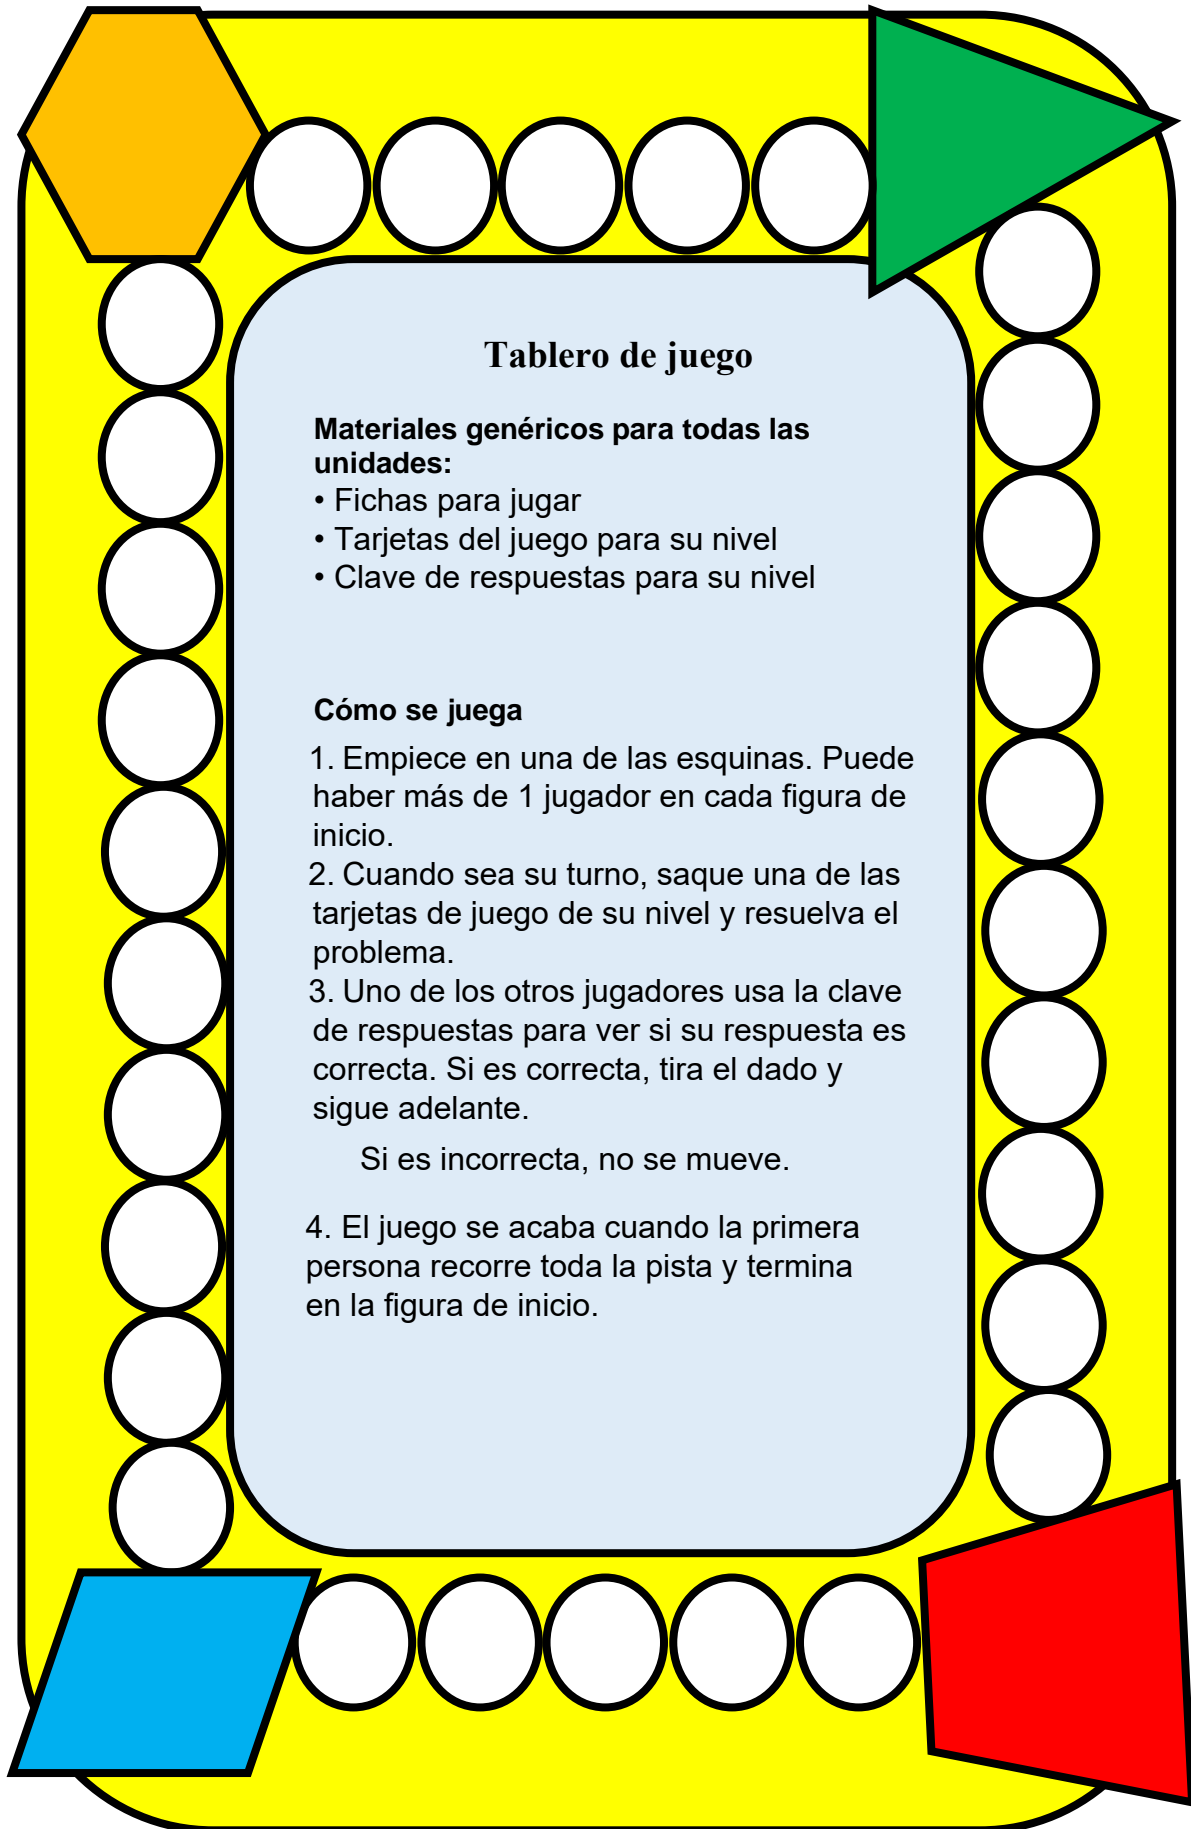 Tablero de juego
Materiales genéricos para todas las
unidades:
• Fichas para jugar
• Tarjetas del juego para su nivel
• Clave de respuestas para su nivel
Cómo se juega
1. Empiece en una de las esquinas. Puede
haber más de 1 jugador en cada figura de
inicio.
2. Cuando sea su turno, saque una de las
tarjetas de juego de su nivel y resuelva el
problema.
3. Uno de los otros jugadores usa la clave
de respuestas para ver si su respuesta es
correcta. Si es correcta, tira el dado y
sigue adelante.
Si es incorrecta, no se mueve.
4. El juego se acaba cuando la primera
persona recorre toda la pista y termina
en la figura de inicio.